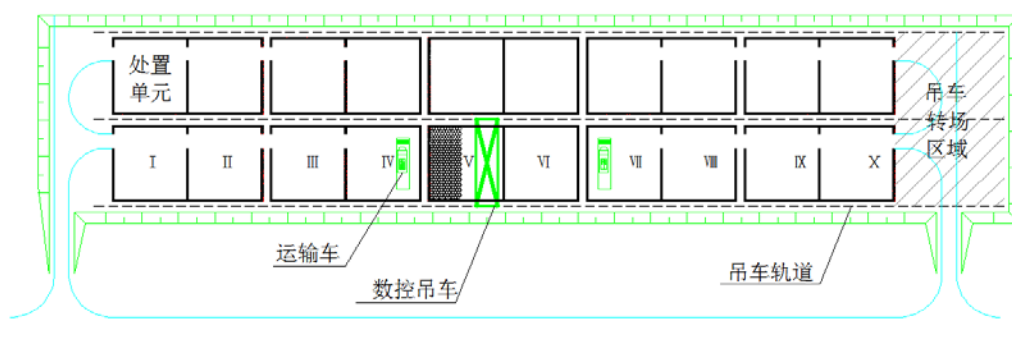 处置
单元
吊车
转场
区域
Ⅰ Ⅱ Ⅲ Ⅳ Ⅴ Ⅵ Ⅶ Ⅷ Ⅸ Ⅹ
运输车
数控吊车
吊车轨道